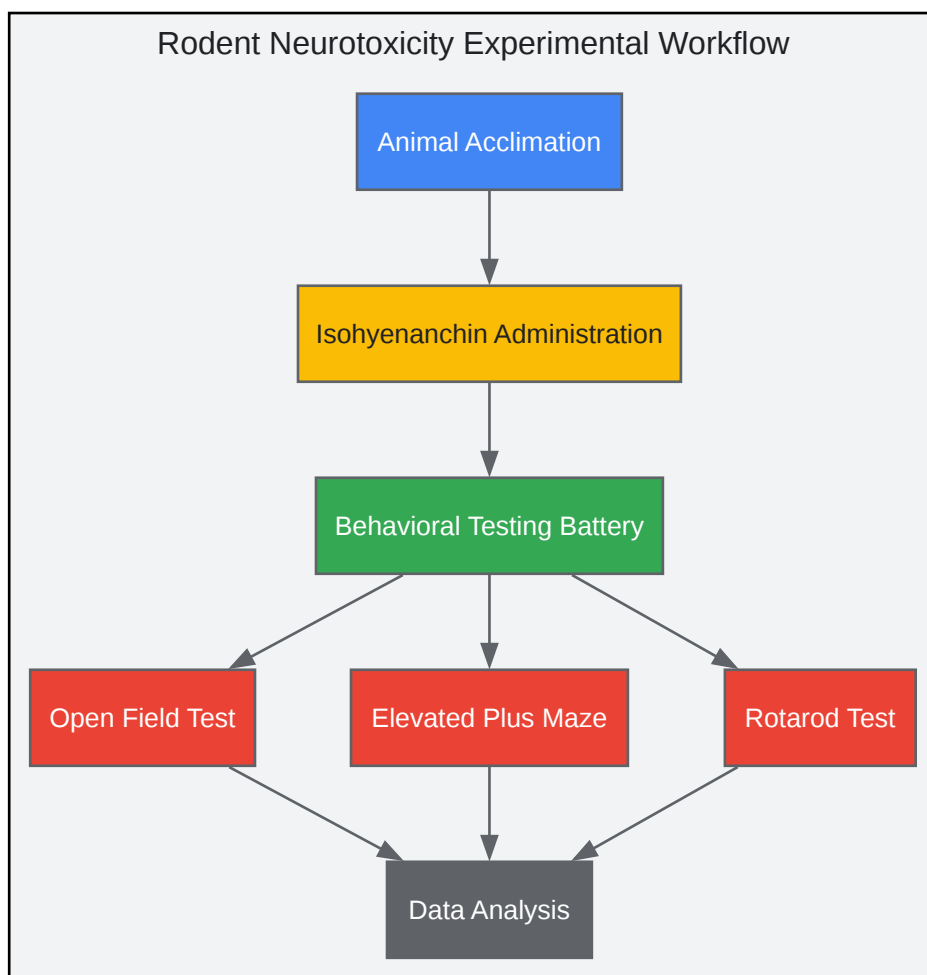 Rodent Neurotoxicity Experimental Workflow
Animal Acclimation
Isohyenanchin Administration
Behavioral Testing Battery
Open Field Test
Elevated Plus Maze
Rotarod Test
Data Analysis